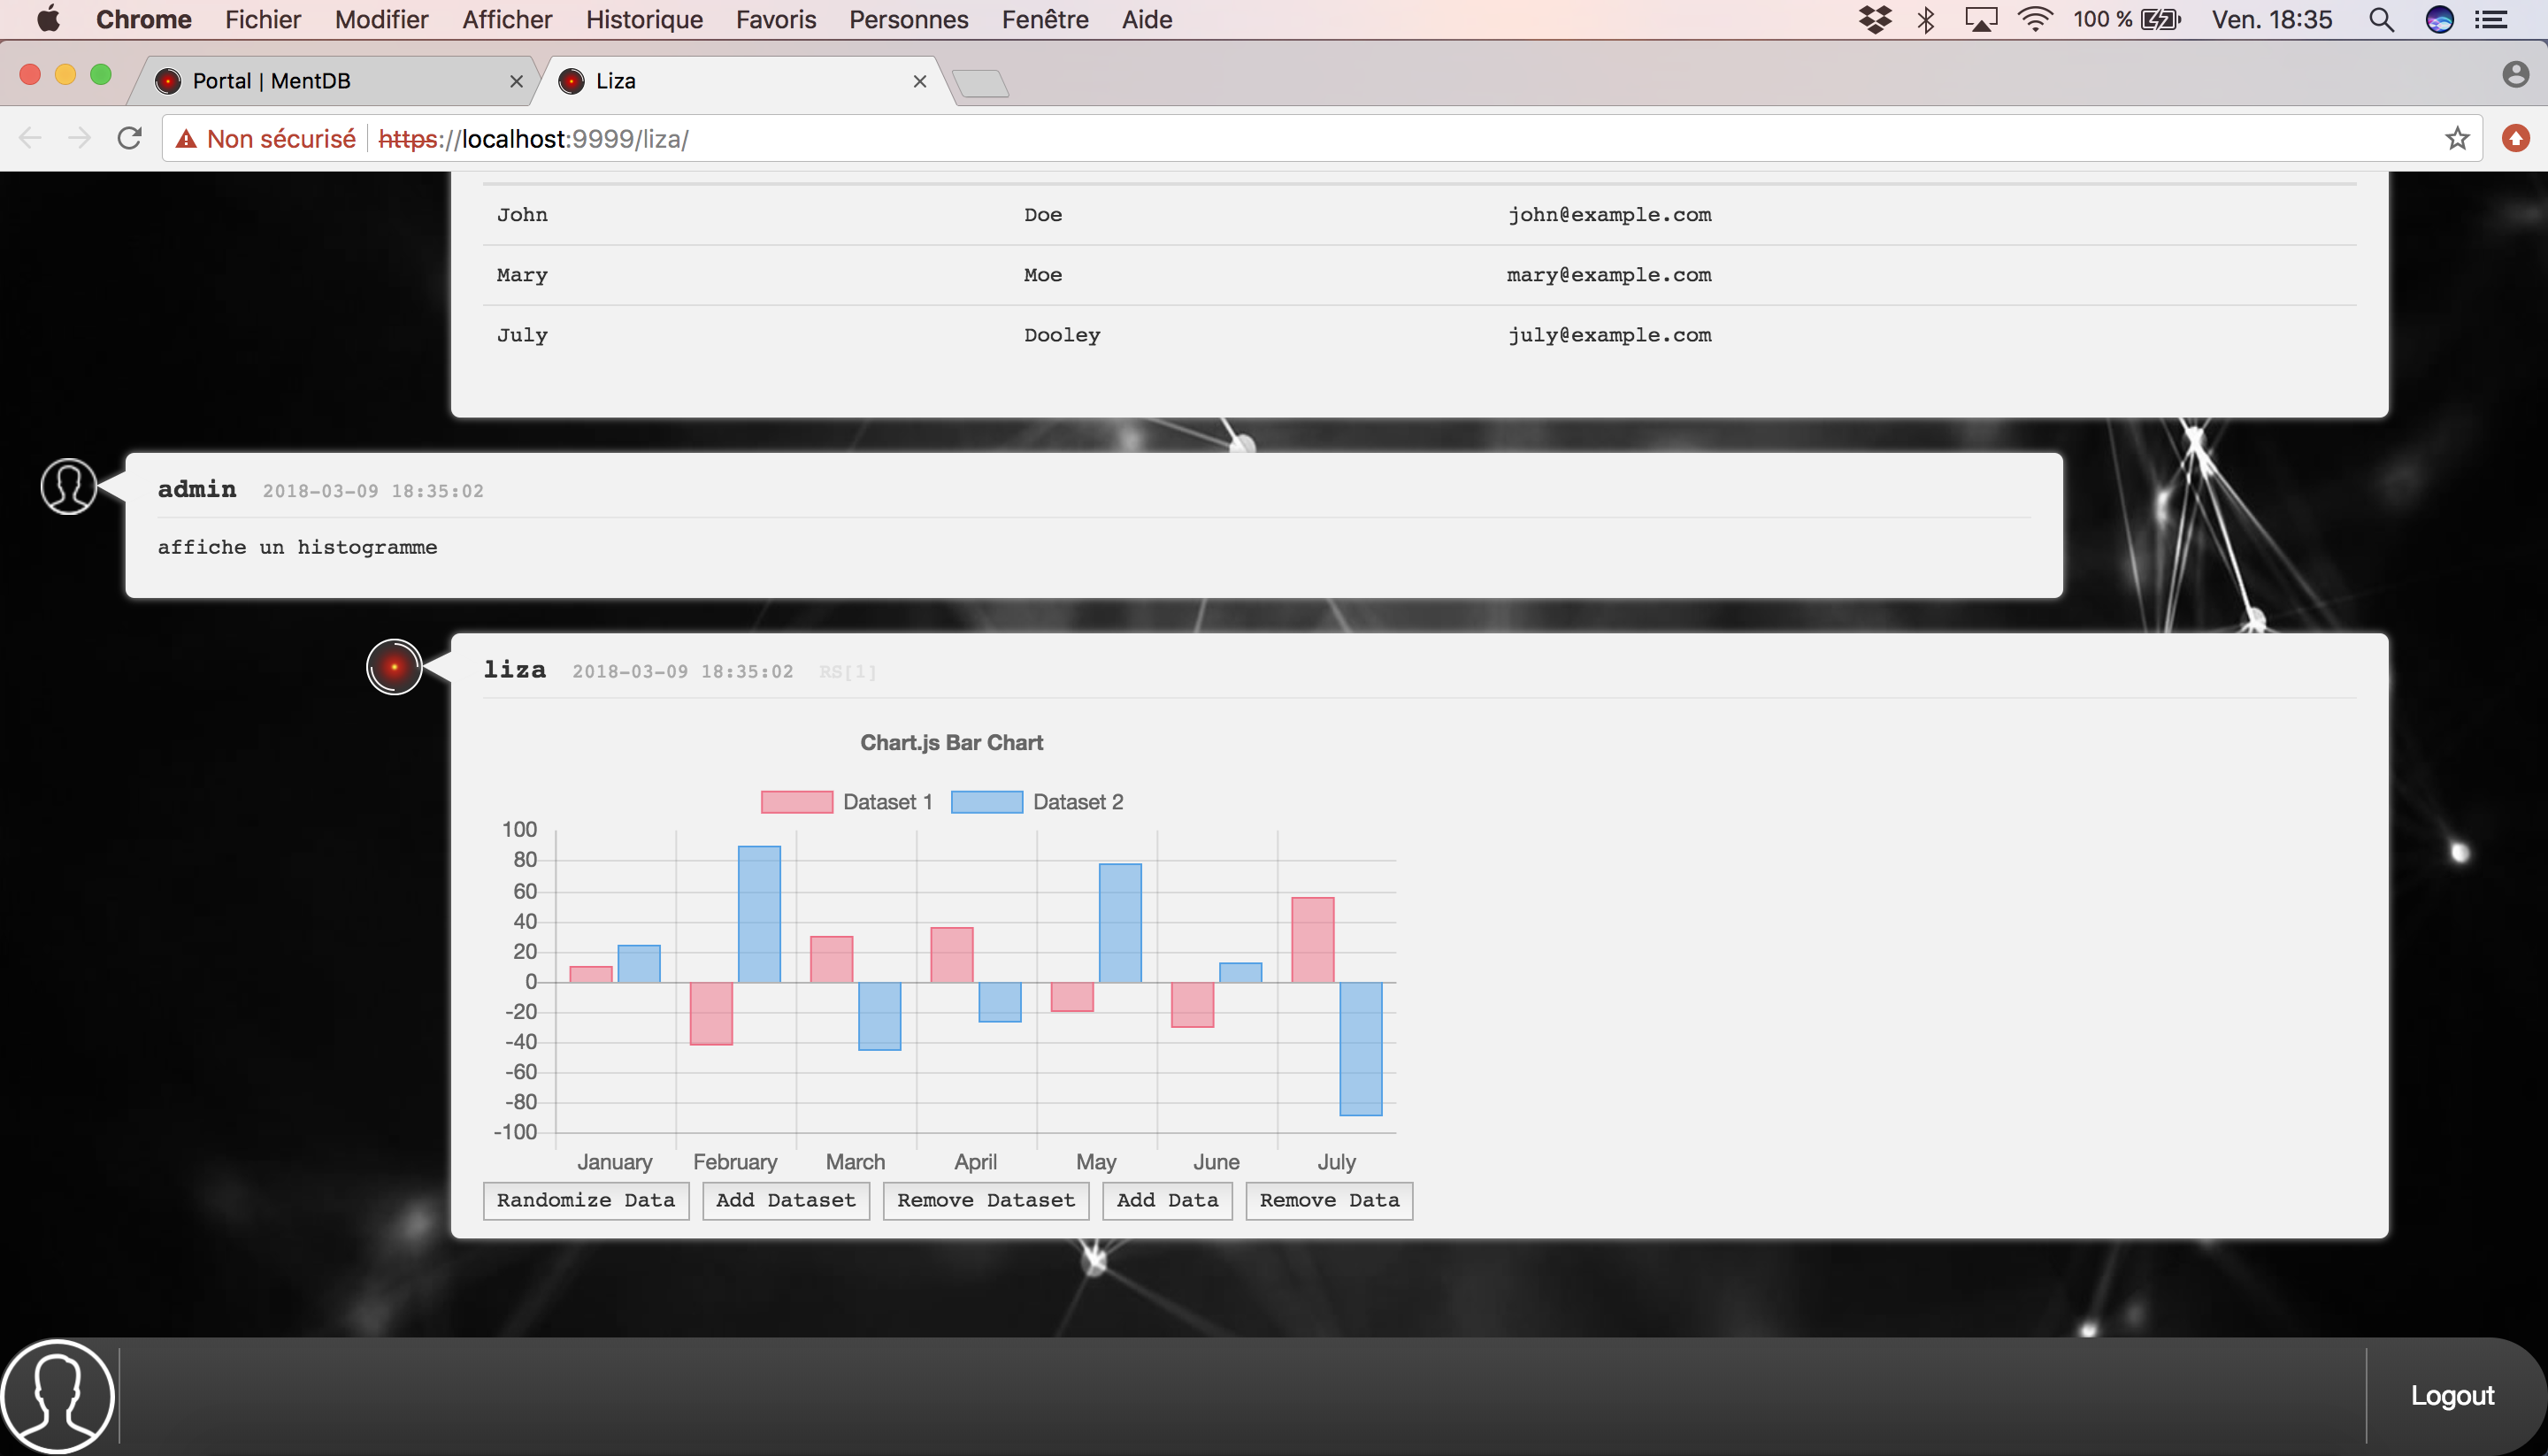 Chrome Fichier Modifier Afficher Historique Favoris Personnes Fenêtre Aide 100 % Ven. 18:35
Portal | MentDB Liza
Non sécurisé https://localhost:9999/liza/
John Doe john@example.com
Mary Moe mary@example.com
July Dooley july@example.com
admin 2018-03-09 18:35:02
affiche un histogramme
liza 2018-03-09 18:35:02 RS[1]
Chart.js Bar Chart
Dataset 1 Dataset 2
100
80
60
40
20
0
-20
-40
-60
-80
-100
January February March April May June July
Randomize Data Add Dataset Remove Dataset Add Data Remove Data
Logout